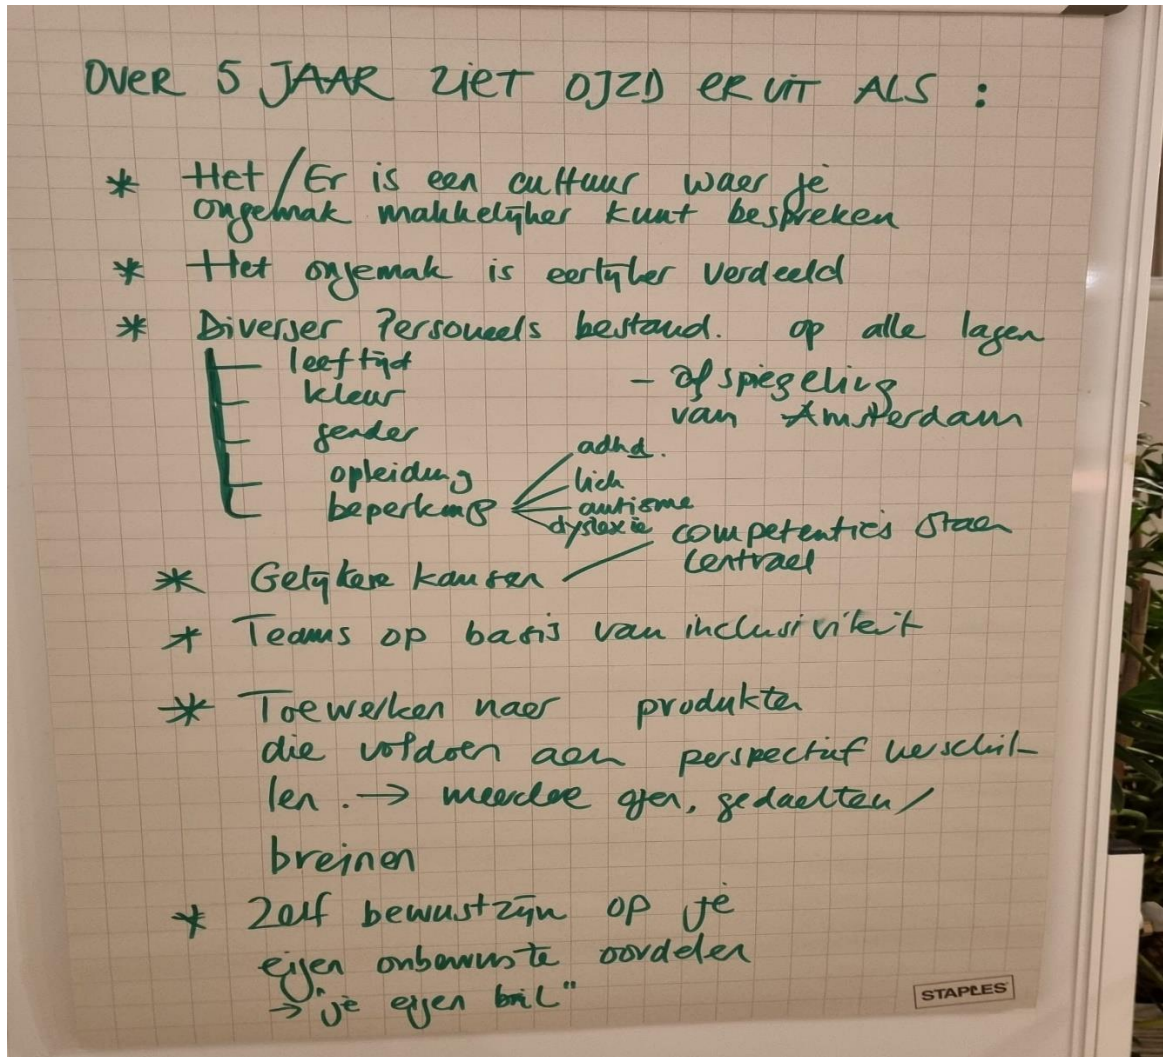 OVER 5 JAAR ZIET OJZD ER UIT ALS :
* Het / Er is een cultuur waar je
ongemak makkelijker kunt bespreken
* Het ongemak is eerlijker verdeeld
* Diverser Personeels bestand. op alle lagen
leeftijd
kleur
gender
opleiding
beperking
- afspiegeling
van Amsterdam
adhd.
lich
autisme
dyslexie
* Gelijkere kansen
competenties staan
centraal
* Teams op basis van inclusiviteit
* Toewerken naar produkten
die voldoen aan perspectief verschil-
len. → meerdere ogen, gedachten /
breinen
* Zelf bewustzijn op je
eigen onbewuste oordelen
→ "je eigen bril"
STAPLES